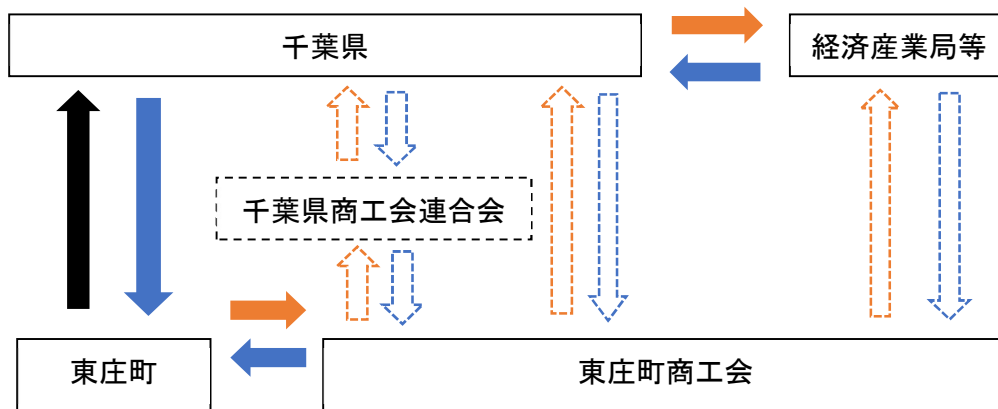 千葉県
経済産業局等
千葉県商工会連合会
東庄町
東庄町商工会